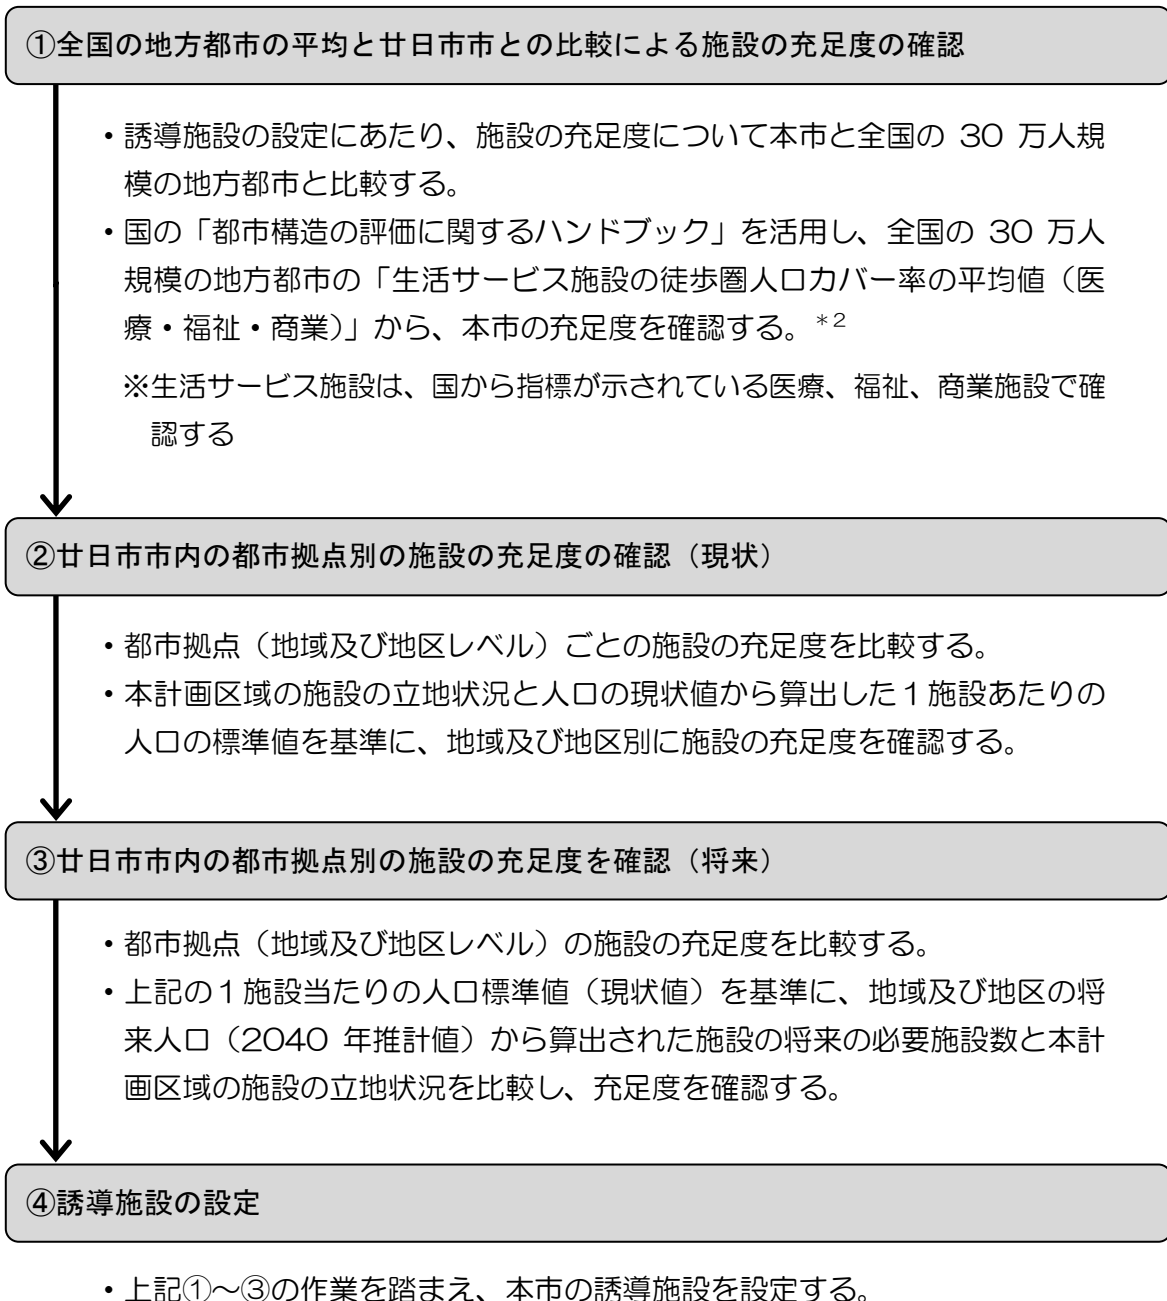 ①全国の地方都市の平均と廿日市市との比較による施設の充足度の確認
・誘導施設の設定にあたり、施設の充足度について本市と全国の 30 万人規
模の地方都市と比較する。
・国の「都市構造の評価に関するハンドブック」を活用し、全国の 30 万人
規模の地方都市の「生活サービス施設の徒歩圏人口カバー率の平均値（医
療・福祉・商業）」から、本市の充足度を確認する。*2
※生活サービス施設は、国から指標が示されている医療、福祉、商業施設で確
認する
②廿日市市内の都市拠点別の施設の充足度の確認（現状）
・都市拠点（地域及び地区レベル）ごとの施設の充足度を比較する。
・本計画区域の施設の立地状況と人口の現状値から算出した１施設あたりの
人口の標準値を基準に、地域及び地区別に施設の充足度を確認する。
③廿日市市内の都市拠点別の施設の充足度を確認（将来）
・都市拠点（地域及び地区レベル）の施設の充足度を比較する。
・上記の１施設当たりの人口標準値（現状値）を基準に、地域及び地区の将
来人口（2040 年推計値）から算出された施設の将来の必要施設数と本計
画区域の施設の立地状況を比較し、充足度を確認する。
④誘導施設の設定
・上記①～③の作業を踏まえ、本市の誘導施設を設定する。